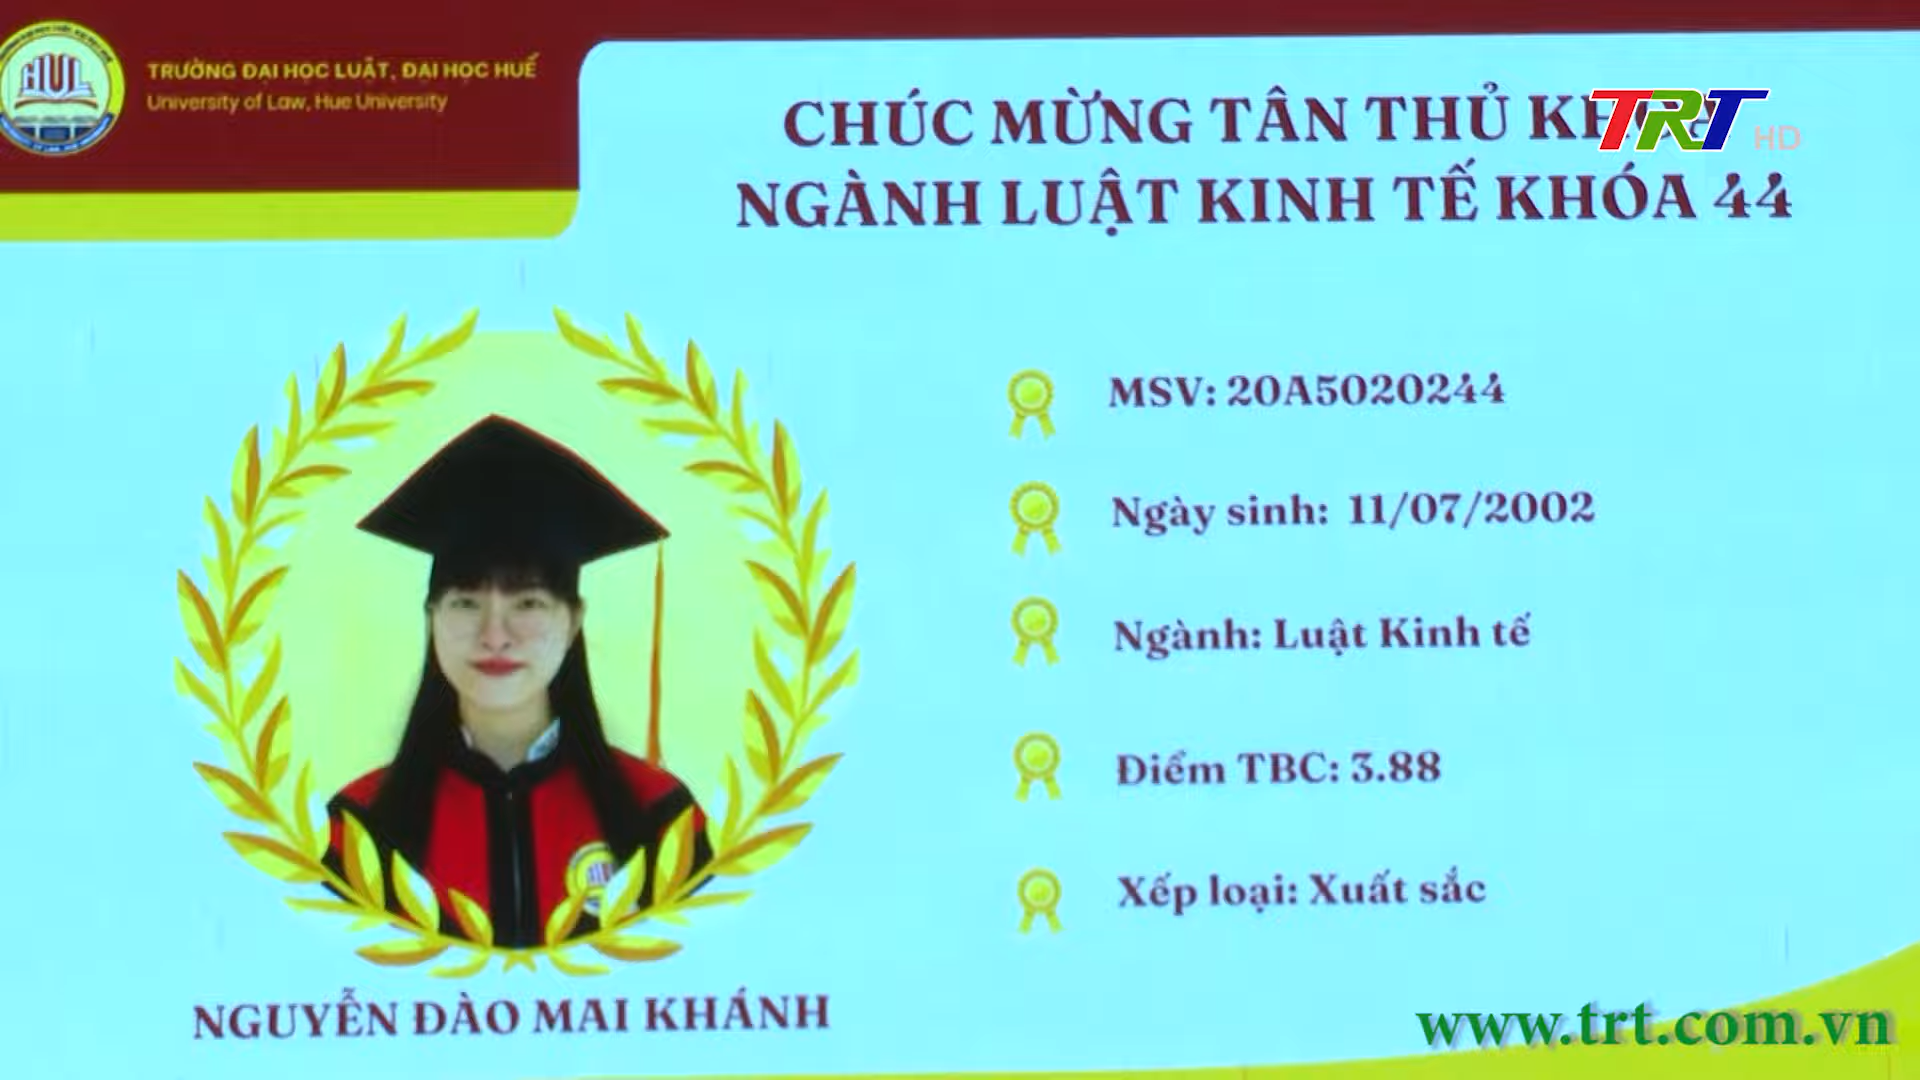 HUL
TRƯỜNG ĐẠI HỌC LUẬT, ĐẠI HỌC HUẾ
University of Law, Hue University
CHÚC MỪNG TÂN THỦ KHOA
TRT HD
NGÀNH LUẬT KINH TẾ KHÓA 44
MSV: 20A5020244
Ngày sinh: 11/07/2002
Ngành: Luật Kinh tế
Điểm TBC: 3.88
Xếp loại: Xuất sắc
NGUYỄN ĐÀO MAI KHÁNH
www.trt.com.vn